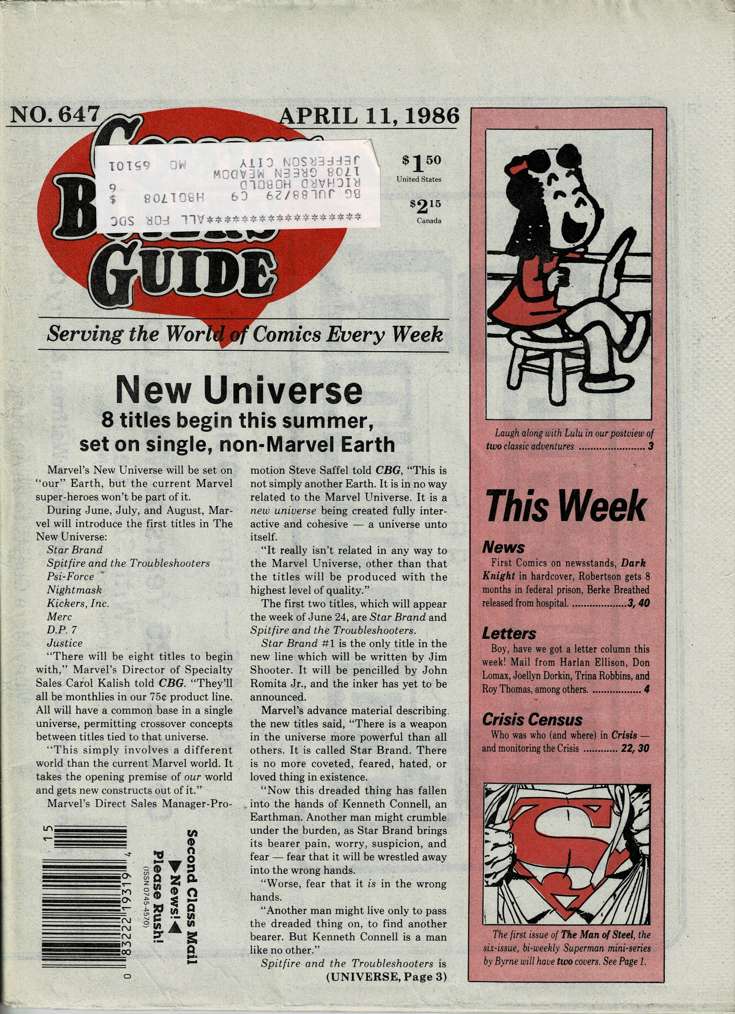 NO. 647
APRIL 11, 1986
GUIDE
********************ALL FOR SDC
BG JUL88/29 C9 H801708 $
RICHARD HOBOLD 6
1708 GREEN MEADOW
JEFFERSON CITY MO 65101
$1.50
United States
$2.15
Canada
Serving the World of Comics Every Week
New Universe
8 titles begin this summer,
set on single, non-Marvel Earth
Marvel's New Universe will be set on
"our" Earth, but the current Marvel
super-heroes won't be part of it.
During June, July, and August, Mar-
vel will introduce the first titles in The
New Universe:
Star Brand
Spitfire and the Troubleshooters
Psi-Force
Nightmask
Kickers, Inc.
Merc
D.P. 7
Justice
"There will be eight titles to begin
with," Marvel's Director of Specialty
Sales Carol Kalish told CBG. "They'll
all be monthlies in our 75¢ product line.
All will have a common base in a single
universe, permitting crossover concepts
between titles tied to that universe.
"This simply involves a different
world than the current Marvel world. It
takes the opening premise of our world
and gets new constructs out of it."
Marvel's Direct Sales Manager-Pro-
motion Steve Saffel told CBG, "This is
not simply another Earth. It is in no way
related to the Marvel Universe. It is a
new universe being created fully inter-
active and cohesive — a universe unto
itself.
"It really isn't related in any way to
the Marvel Universe, other than that
the titles will be produced with the
highest level of quality."
The first two titles, which will appear
the week of June 24, are Star Brand and
Spitfire and the Troubleshooters.
Star Brand #1 is the only title in the
new line which will be written by Jim
Shooter. It will be pencilled by John
Romita Jr., and the inker has yet to be
announced.
Marvel's advance material describing
the new titles said, "There is a weapon
in the universe more powerful than all
others. It is called Star Brand. There
is no more coveted, feared, hated, or
loved thing in existence.
"Now this dreaded thing has fallen
into the hands of Kenneth Connell, an
Earthman. Another man might crumble
under the burden, as Star Brand brings
its bearer pain, worry, suspicion, and
fear — fear that it will be wrestled away
into the wrong hands.
"Worse, fear that it is in the wrong
hands.
"Another man might live only to pass
the dreaded thing on, to find another
bearer. But Kenneth Connell is a man
like no other."
Spitfire and the Troubleshooters is
(UNIVERSE, Page 3)
15
0 83222 19319 4
(ISSN 0745-4570)
Second Class Mail
▶News!◀
Please Rush!
Laugh along with Lulu in our postview of
two classic adventures ....................... 3
This Week
News
First Comics on newsstands, Dark
Knight in hardcover, Robertson gets 8
months in federal prison, Berke Breathed
released from hospital. ...................3, 40
Letters
Boy, have we got a letter column this
week! Mail from Harlan Ellison, Don
Lomax, Joellyn Dorkin, Trina Robbins, and
Roy Thomas, among others. ................. 4
Crisis Census
Who was who (and where) in Crisis —
and monitoring the Crisis ............ 22, 30
S
The first issue of The Man of Steel, the
six-issue, bi-weekly Superman mini-series
by Byrne will have two covers. See Page 1.